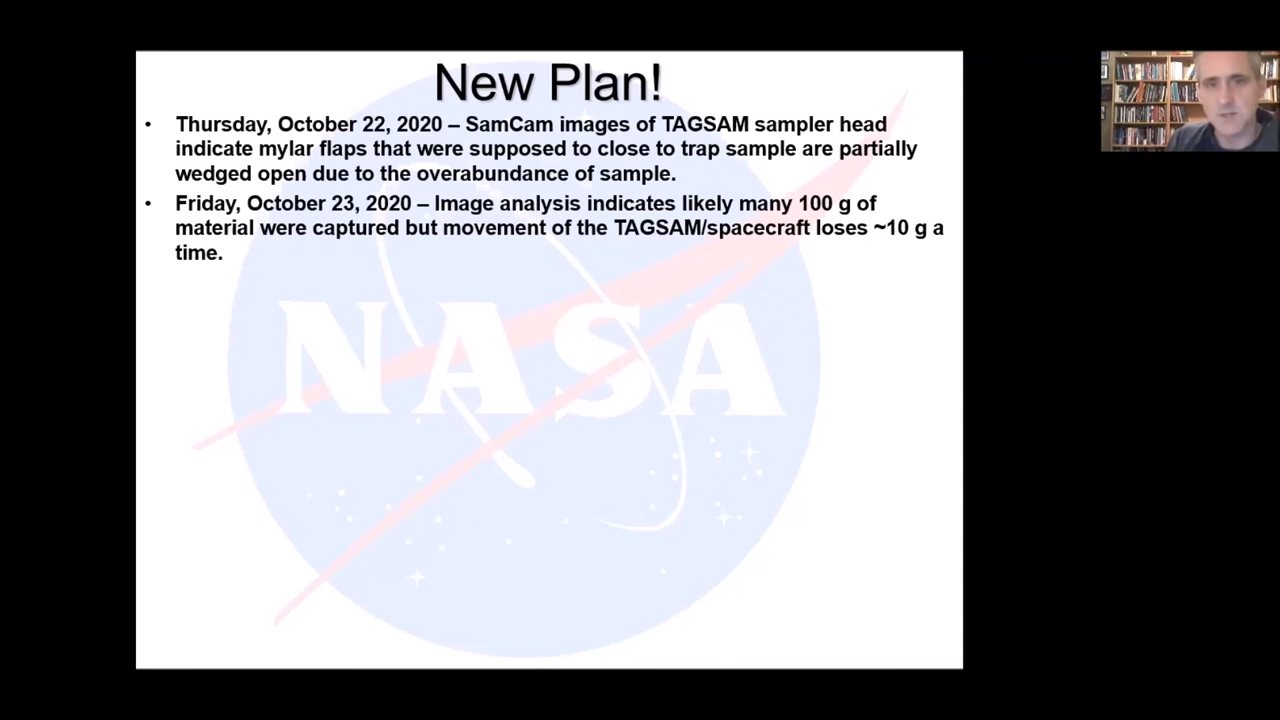 New Plan!
• Thursday, October 22, 2020 – SamCam images of TAGSAM sampler head
indicate mylar flaps that were supposed to close to trap sample are partially
wedged open due to the overabundance of sample.
• Friday, October 23, 2020 – Image analysis indicates likely many 100 g of
material were captured but movement of the TAGSAM/spacecraft loses ~10 g a
time.
NASA